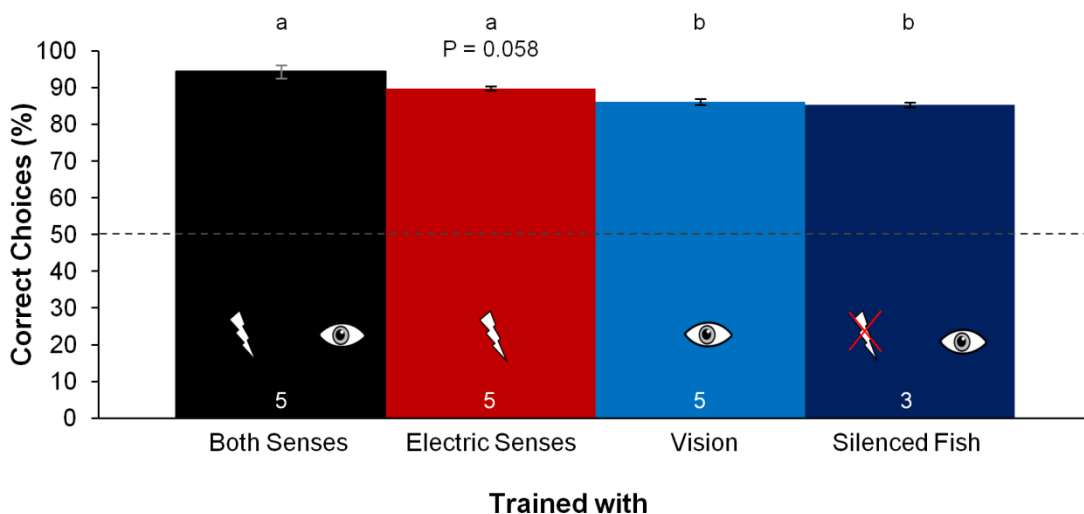 a a b b
P = 0.058
Correct Choices (%)
100
90
80
70
60
50
40
30
20
10
0
5 5 5 3
Both Senses Electric Senses Vision Silenced Fish
Trained with